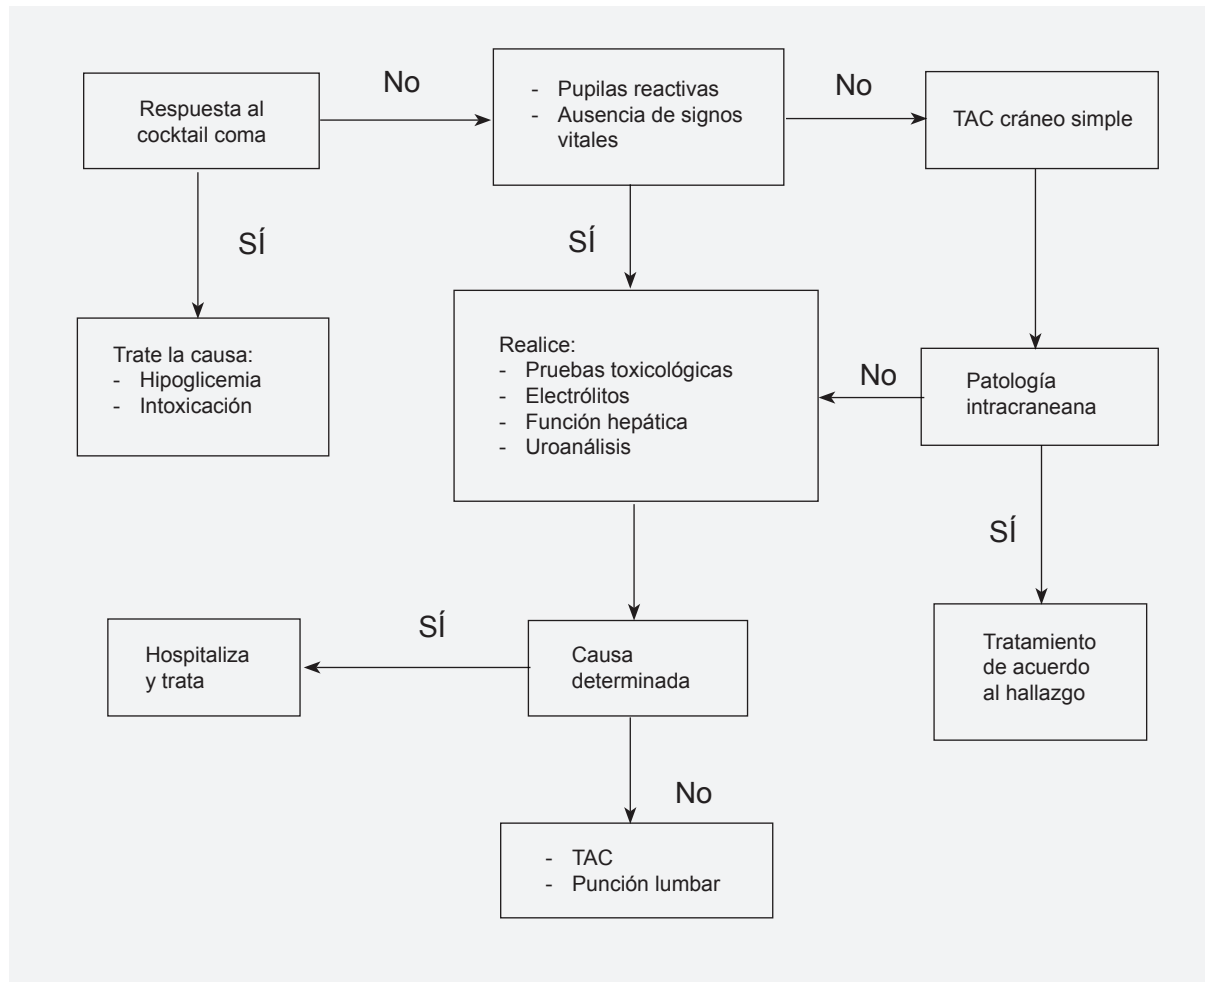 Respuesta al
cocktail coma
No
- Pupilas reactivas
- Ausencia de signos
vitales
No
TAC cráneo simple
SÍ
SÍ
Trate la causa:
- Hipoglicemia
- Intoxicación
Realice:
- Pruebas toxicológicas
- Electrólitos
- Función hepática
- Uroanálisis
No
Patología
intracraneana
SÍ
Hospitaliza
y trata
SÍ
Causa
determinada
Tratamiento
de acuerdo
al hallazgo
No
- TAC
- Punción lumbar